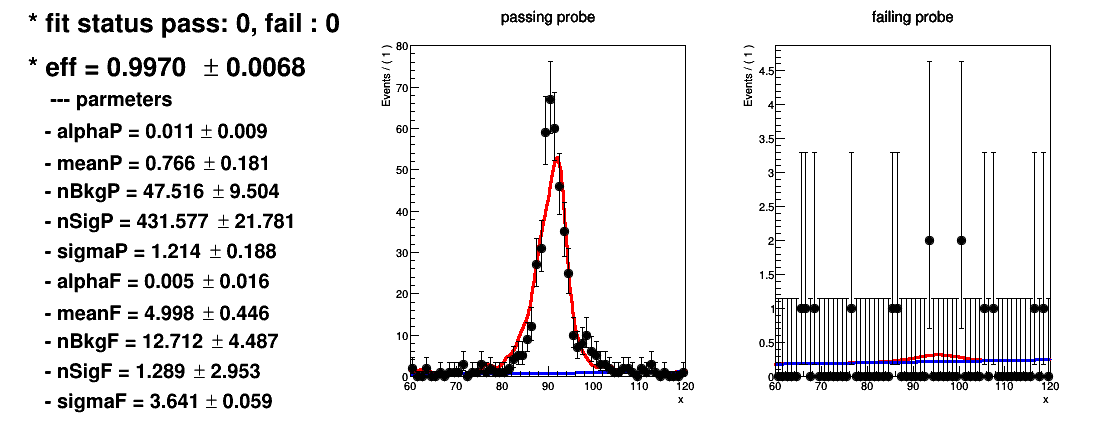 * fit status pass: 0, fail : 0
* eff = 0.9970 ± 0.0068
--- parmeters
- alphaP = 0.011 ± 0.009
- meanP = 0.766 ± 0.181
- nBkgP = 47.516 ± 9.504
- nSigP = 431.577 ± 21.781
- sigmaP = 1.214 ± 0.188
- alphaF = 0.005 ± 0.016
- meanF = 4.998 ± 0.446
- nBkgF = 12.712 ± 4.487
- nSigF = 1.289 ± 2.953
- sigmaF = 3.641 ± 0.059
passing probe
Events / ( 1 )
80
70
60
50
40
30
20
10
0
60 70 80 90 100 110 120
x
failing probe
Events / ( 1 )
4.5
4
3.5
3
2.5
2
1.5
1
0.5
0
60 70 80 90 100 110 120
x